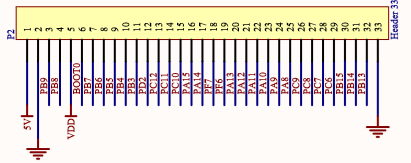 P2
Header 33
1 2 3 4 5 6 7 8 9 10 11 12 13 14 15 16 17 18 19 20 21 22 23 24 25 26 27 28 29 30 31 32 33
5V
PB9
PB8
VDD
BOOT0
PB7
PB6
PB5
PB4
PB3
PD2
PC12
PC11
PC10
PA15
PA14
PF7
PF6
PA13
PA12
PA11
PA10
PA9
PA8
PC9
PC8
PC7
PC6
PB15
PB14
PB13